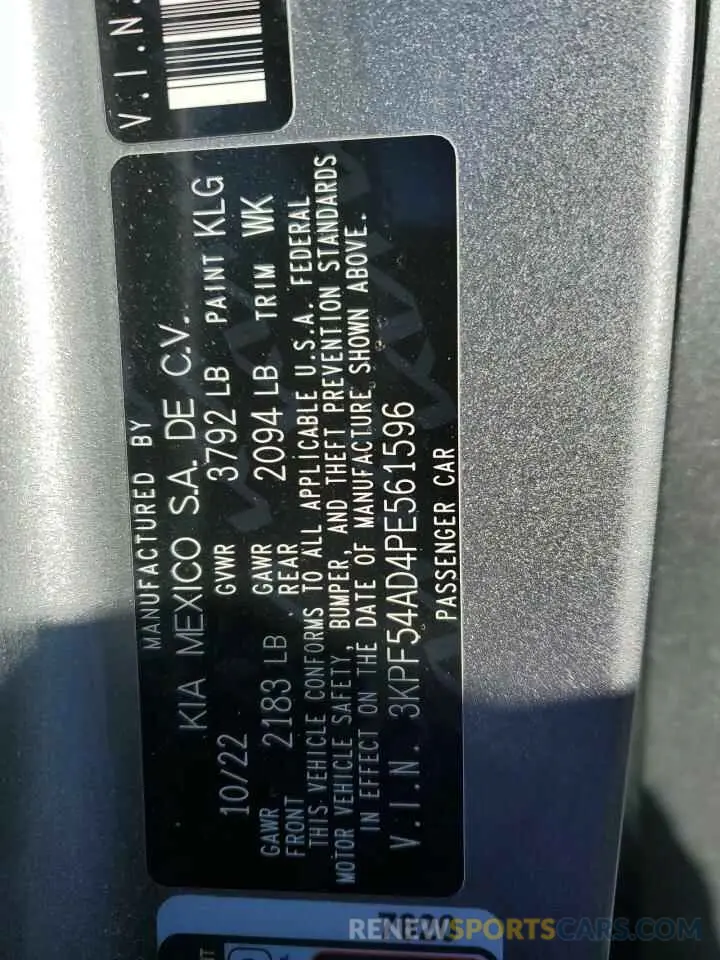 V.I.N.
MANUFACTURED BY
KIA MEXICO S.A. DE C.V.
10/22 GVWR 3792 LB PAINT KLG
GAWR FRONT 2183 LB GAWR REAR 2094 LB TRIM WK
THIS VEHICLE CONFORMS TO ALL APPLICABLE U.S.A. FEDERAL
MOTOR VEHICLE SAFETY, BUMPER, AND THEFT PREVENTION STANDARDS
IN EFFECT ON THE DATE OF MANUFACTURE SHOWN ABOVE.
V.I.N. 3KPF54AD4PE561596
PASSENGER CAR
RENEWSPORTSCARS.COM